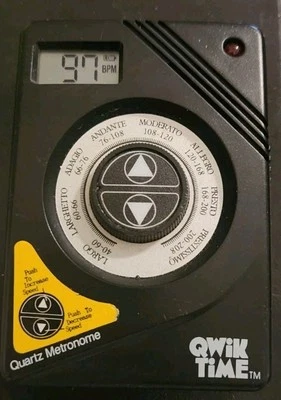 97 BPM
LARGO
40-60
LARGHETTO
60-66
ADAGIO
66-76
ANDANTE
76-108
MODERATO
108-120
ALLEGRO
120-168
PRESTO
168-200
PRESTISSIMO
200-208
Push
To
Increase
Speed
Push
To
Decrease
Speed
Quartz Metronome
QWIK
TIME TM